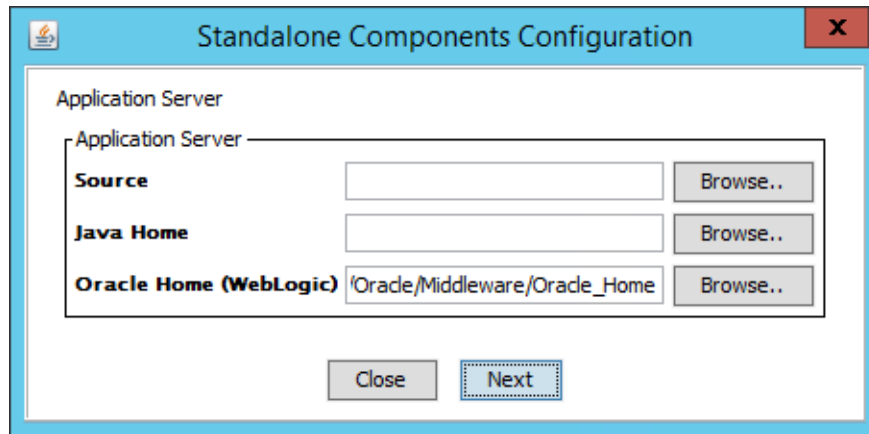 Standalone Components Configuration
x
Application Server
Application Server
Source Browse..
Java Home Browse..
Oracle Home (WebLogic) /Oracle/Middleware/Oracle_Home Browse..
Close Next